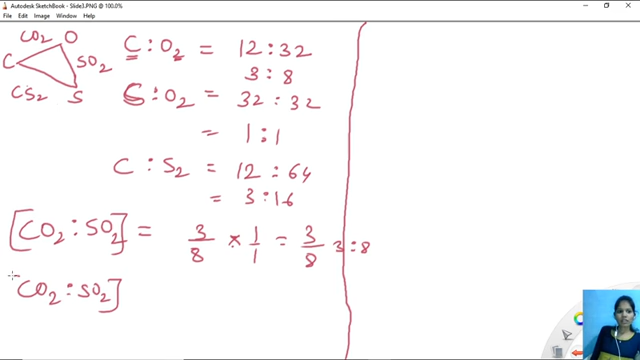 Autodesk SketchBook - Slide3.PNG @ 100.0%
File Edit Image Window Help
CO2 O
C SO2
CS2 S
C : O2 = 12 : 32
3 : 8
S : O2 = 32 : 32
= 1 : 1
C : S2 = 12 : 64
= 3 : 16
[CO2 : SO2] = 3/8 × 1/1 = 3/8 3 : 8
CO2 : SO2]